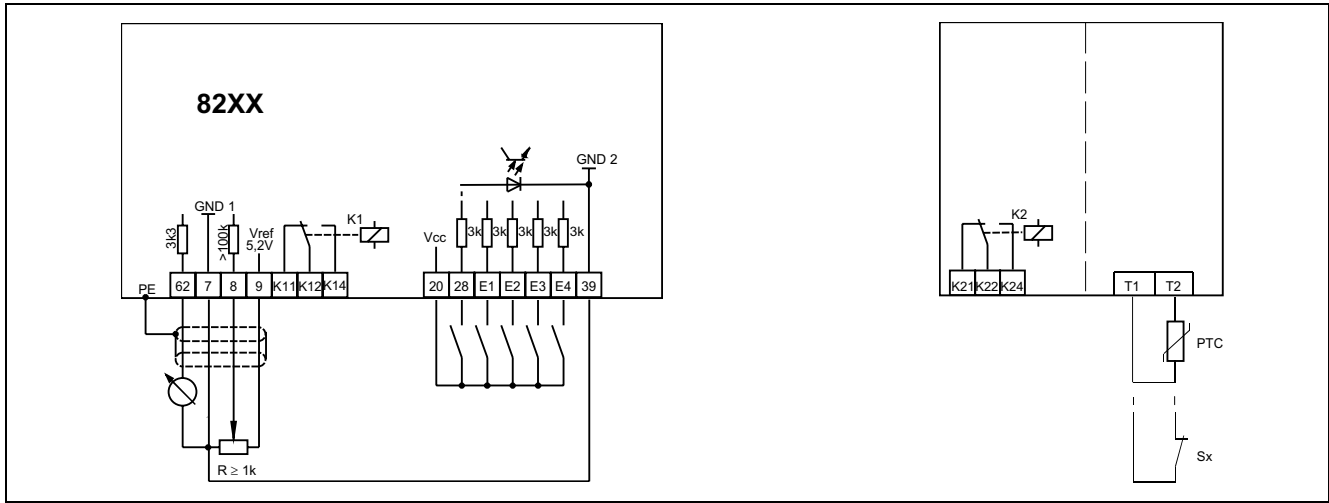 82XX
GND 2
GND 1
K1
3k3
>100k
Vref
5,2V
Vcc
3k 3k 3k 3k 3k
PE
62 7 8 9 K11 K12 K14
20 28 E1 E2 E3 E4 39
R ≥ 1k
K2
K21 K22 K24
T1 T2
PTC
Sx